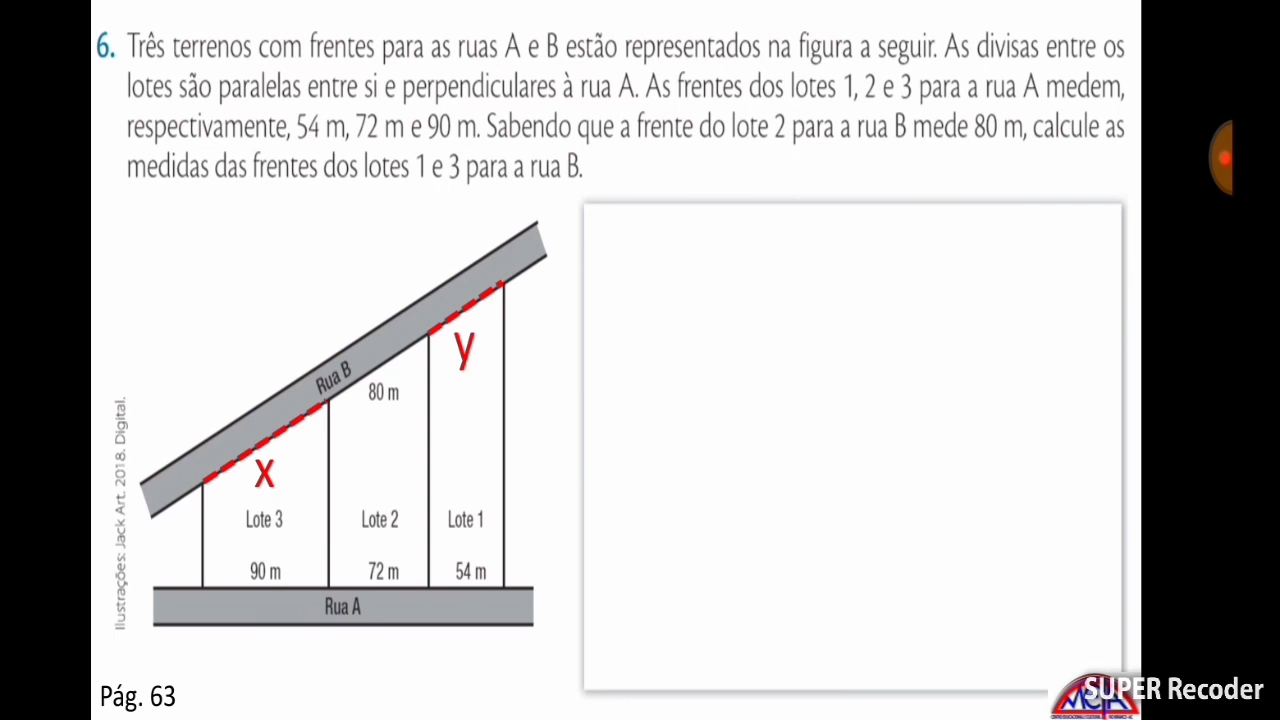 6. Três terrenos com frentes para as ruas A e B estão representados na figura a seguir. As divisas entre os
lotes são paralelas entre si e perpendiculares à rua A. As frentes dos lotes 1, 2 e 3 para a rua A medem,
respectivamente, 54 m, 72 m e 90 m. Sabendo que a frente do lote 2 para a rua B mede 80 m, calcule as
medidas das frentes dos lotes 1 e 3 para a rua B.
Rua B
80 m
y
x
Lote 3
Lote 2
Lote 1
90 m
72 m
54 m
Rua A
Ilustrações: Jack Art. 2018. Digital.
Pág. 63
SUPER Recoder